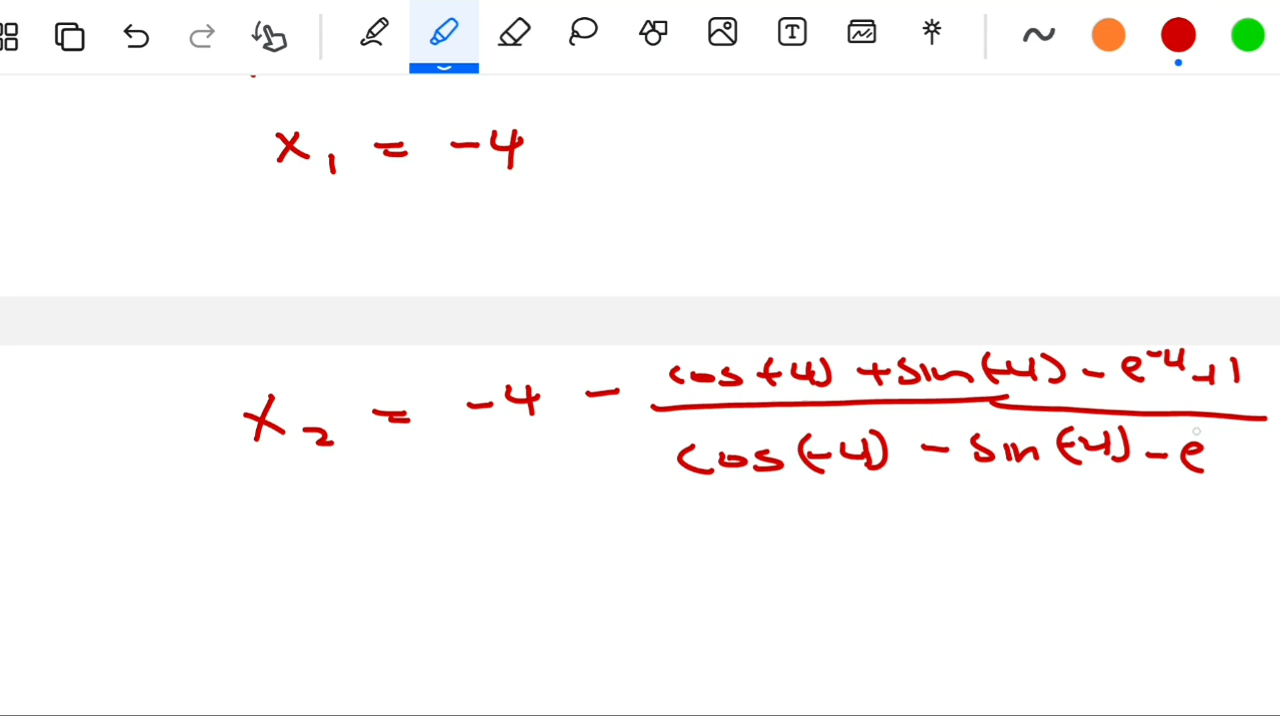 x₁ = -4
x₂ = -4 - (cos(-4) + sin(-4) - e⁻⁴ + 1) / (cos(-4) - sin(-4) - e